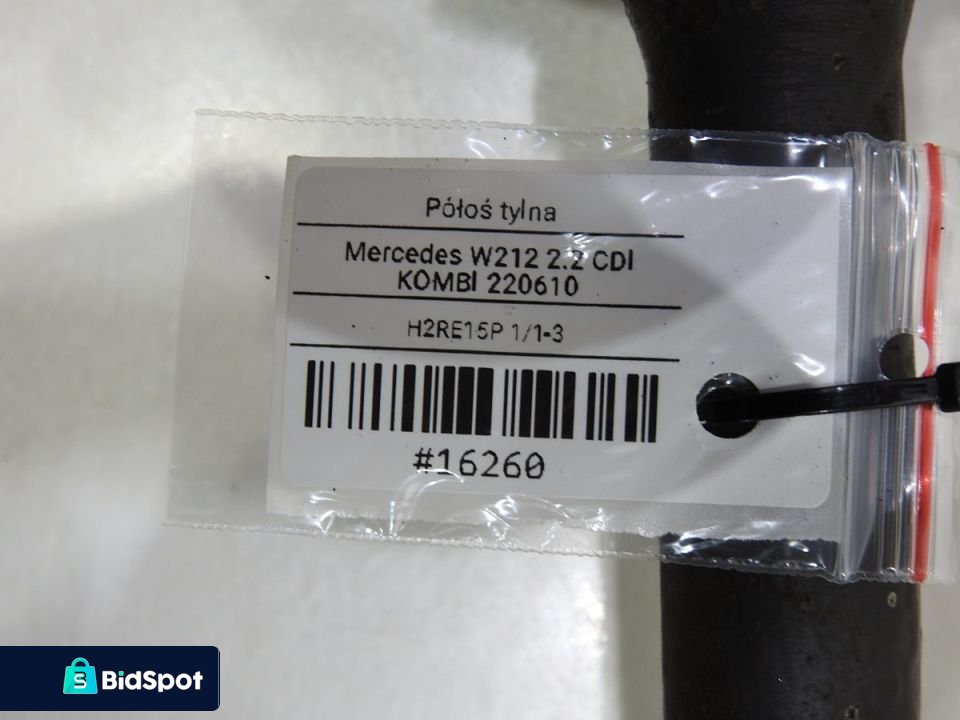 Półoś tylna
Mercedes W212 2.2 CDI
KOMBI 220610
H2RE15P 1/1-3
#16260
BidSpot